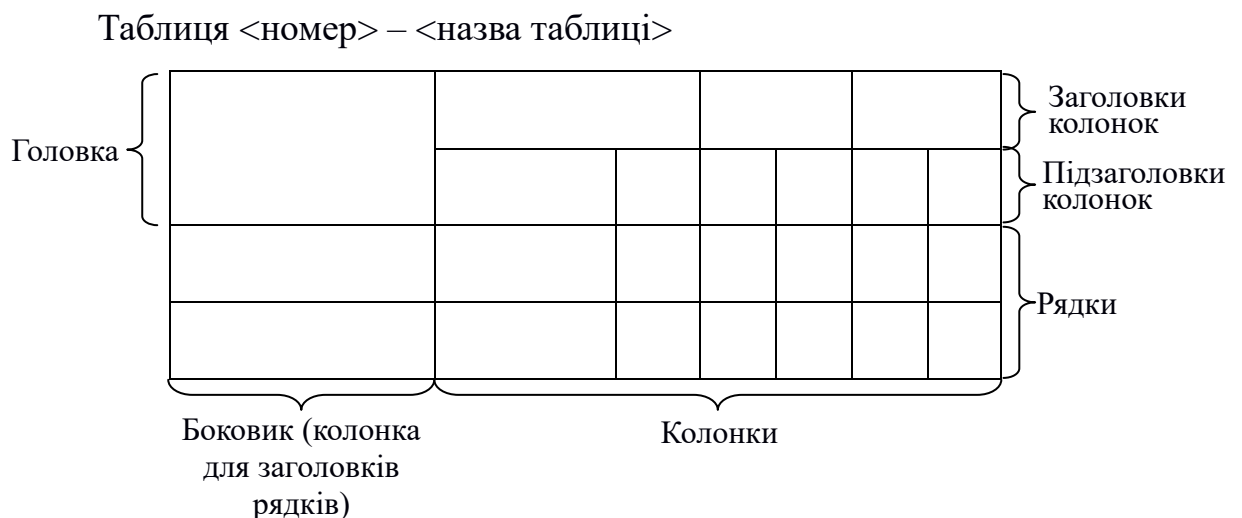 Таблиця <номер> – <назва таблиці>
Заголовки
колонок
Головка
Підзаголовки
колонок
Рядки
Боковик (колонка
для заголовків
рядків)
Колонки